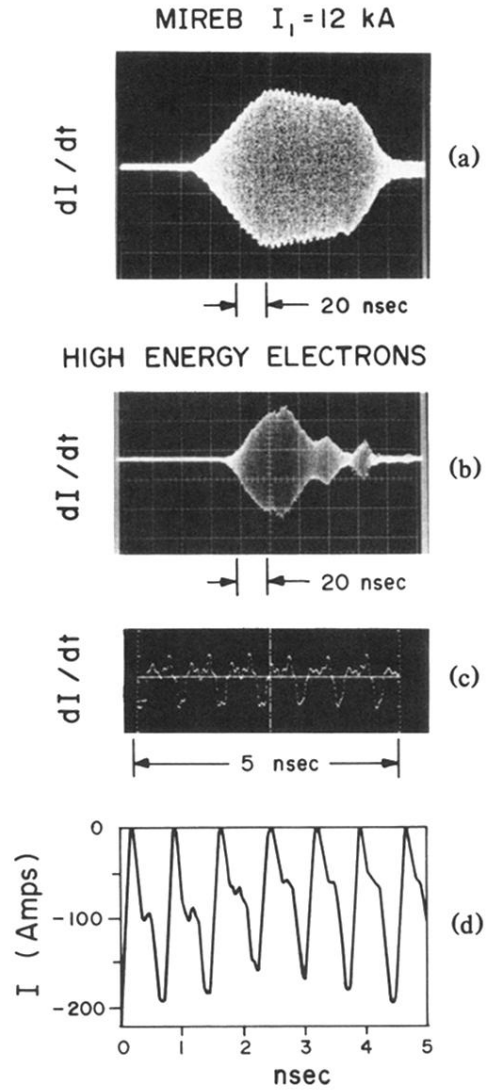 MIREB I₁ = 12 kA
dI/dt
(a)
20 nsec
HIGH ENERGY ELECTRONS
dI/dt
(b)
20 nsec
dI/dt
(c)
5 nsec
I (Amps)
0
-100
-200
(d)
0 1 2 3 4 5
nsec